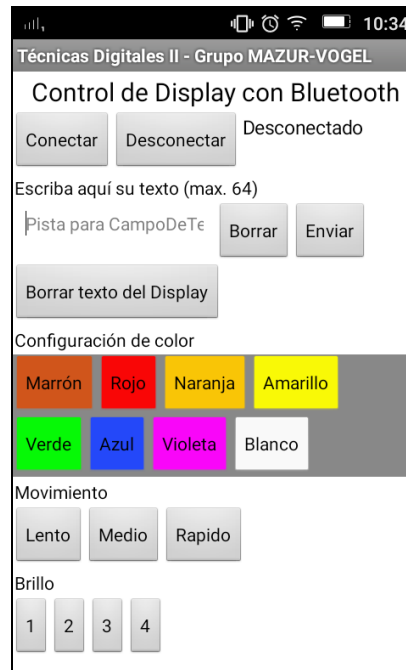 10:34
Técnicas Digitales II - Grupo MAZUR-VOGEL
Control de Display con Bluetooth
Conectar Desconectar Desconectado
Escriba aquí su texto (max. 64)
Pista para CampoDeTe Borrar Enviar
Borrar texto del Display
Configuración de color
Marrón Rojo Naranja Amarillo
Verde Azul Violeta Blanco
Movimiento
Lento Medio Rapido
Brillo
1 2 3 4